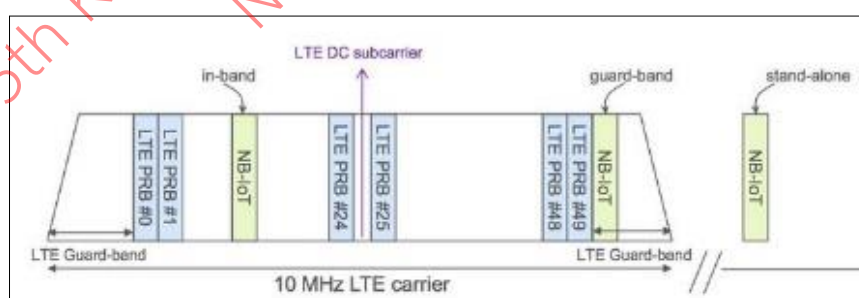 5th
LTE DC subcarrier
in-band
guard-band
stand-alone
LTE PRB #0
LTE PRB #1
NB-IoT
LTE PRB #24
LTE PRB #25
LTE PRB #48
LTE PRB #49
NB-IoT
NB-IoT
LTE Guard-band
LTE Guard-band
10 MHz LTE carrier